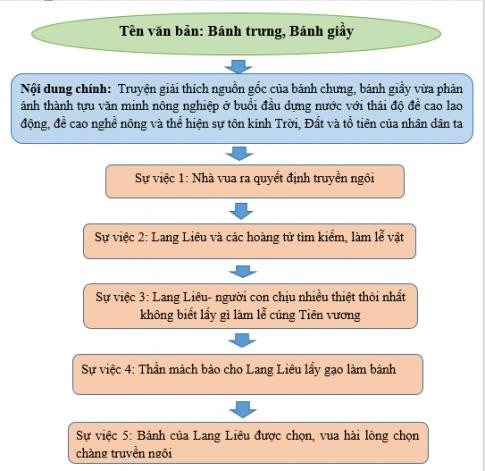 Tên văn bản: Bánh trưng, Bánh giầy
Nội dung chính: Truyện giải thích nguồn gốc của bánh chưng, bánh giầy vừa phản
ánh thành tựu văn minh nông nghiệp ở buổi đầu dựng nước với thái độ đề cao lao
động, đề cao nghề nông và thể hiện sự tôn kính Trời, Đất và tổ tiên của nhân dân ta
Sự việc 1: Nhà vua ra quyết định truyền ngôi
Sự việc 2: Lang Liêu và các hoàng tử tìm kiếm, làm lễ vật
Sự việc 3: Lang Liêu- người con chịu nhiều thiệt thòi nhất
không biết lấy gì làm lễ cúng Tiên vương
Sự việc 4: Thần mách bảo cho Lang Liêu lấy gạo làm bánh
Sự việc 5: Bánh của Lang Liêu được chọn, vua hài lòng chọn
chàng truyền ngôi